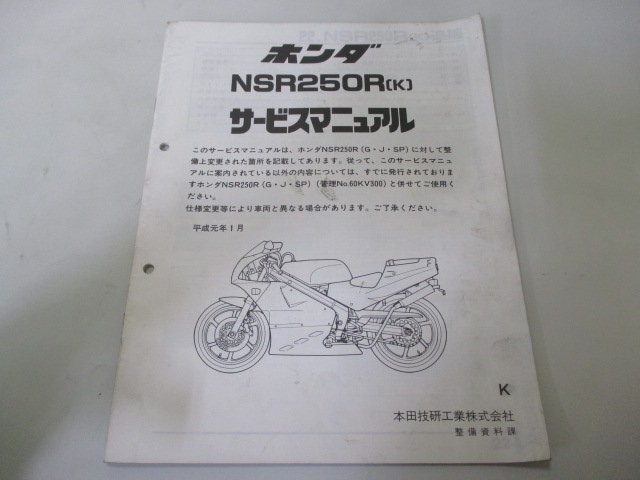 ホンダ
NSR250R(K)
サービスマニュアル
このサービスマニュアルは、ホンダNSR250R（G・J・SP）に対して整
備上変更された箇所を記載してあります。従って、このサービスマニュ
アルに案内されている以外の内容については、すでに発行されておりま
すホンダNSR250R（G・J・SP）（管理No.60KV300）と併せてご使用く
ださい。
仕様変更等により車両と異なる場合があります。ご了承ください。
平成元年1月
K
本田技研工業株式会社
整備資料課